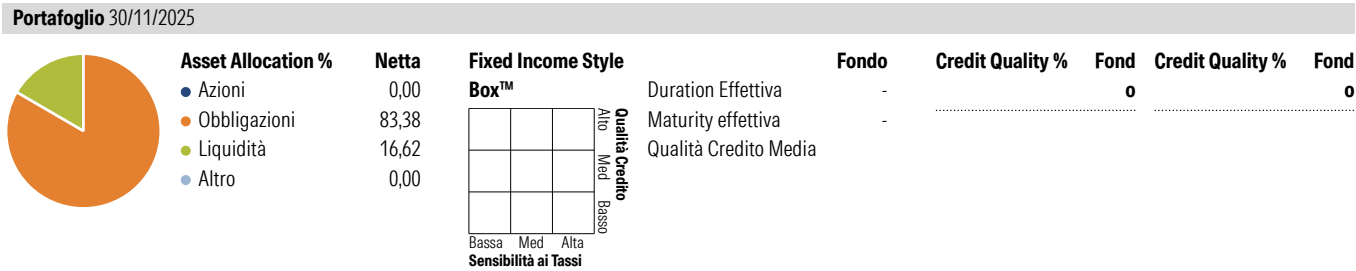 Portafoglio 30/11/2025
Asset Allocation % Netta
Azioni 0,00
Obbligazioni 83,38
Liquidità 16,62
Altro 0,00
Fixed Income Style
Box™
Alto Med Basso
Qualità Credito
Bassa Med Alta
Sensibilità ai Tassi
Fondo
Duration Effettiva -
Maturity effettiva -
Qualità Credito Media
Credit Quality % Fond
o
Credit Quality % Fond
o